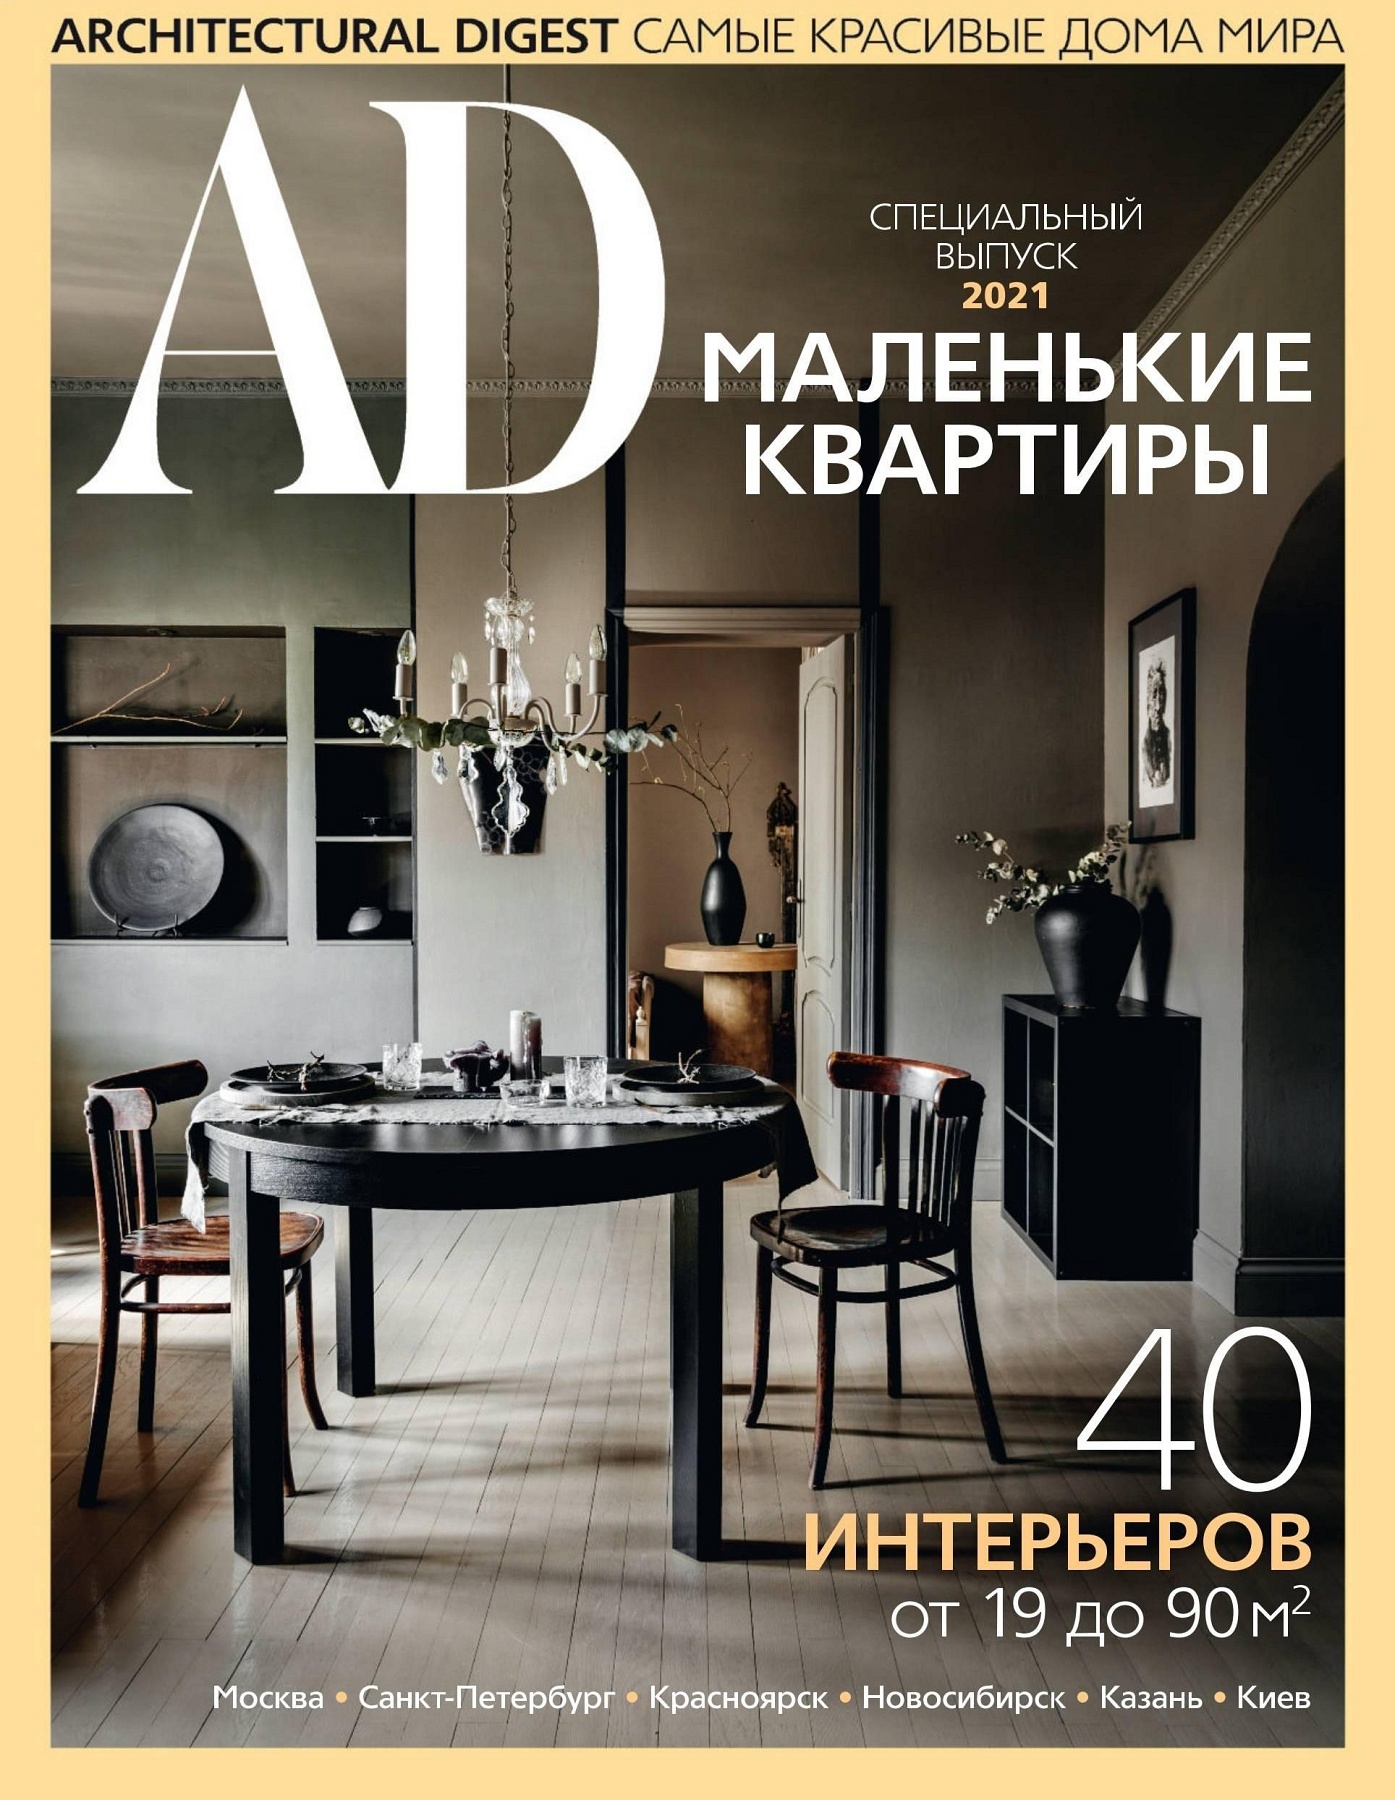 ARCHITECTURAL DIGEST САМЫЕ КРАСИВЫЕ ДОМА МИРА
AD
СПЕЦИАЛЬНЫЙ
ВЫПУСК
2021
МАЛЕНЬКИЕ
КВАРТИРЫ
40
ИНТЕРЬЕРОВ
от 19 до 90 м²
Москва • Санкт-Петербург • Красноярск • Новосибирск • Казань • Киев